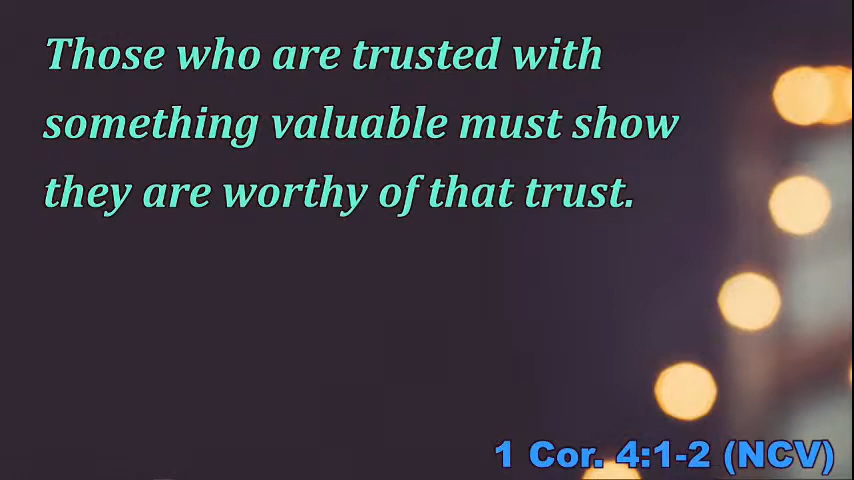 Those who are trusted with
something valuable must show
they are worthy of that trust.
1 Cor. 4:1-2 (NCV)